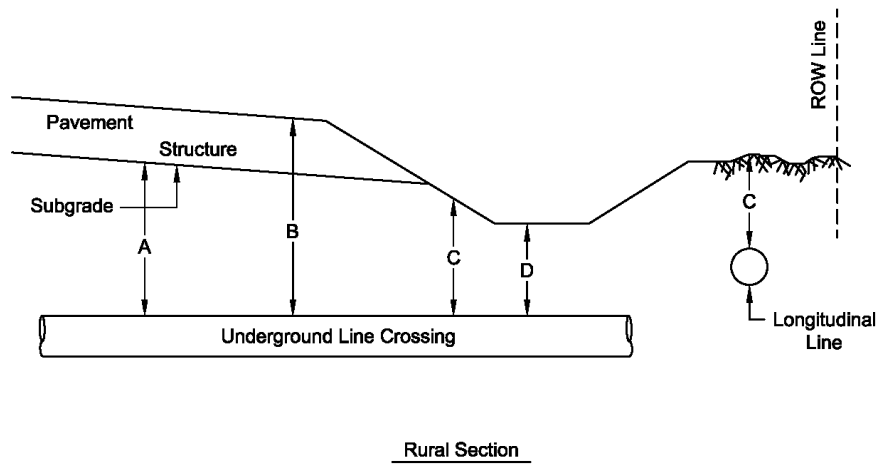 ROW Line
Pavement
Structure
Subgrade
A
B
C
D
C
Underground Line Crossing
Longitudinal
Line
Rural Section